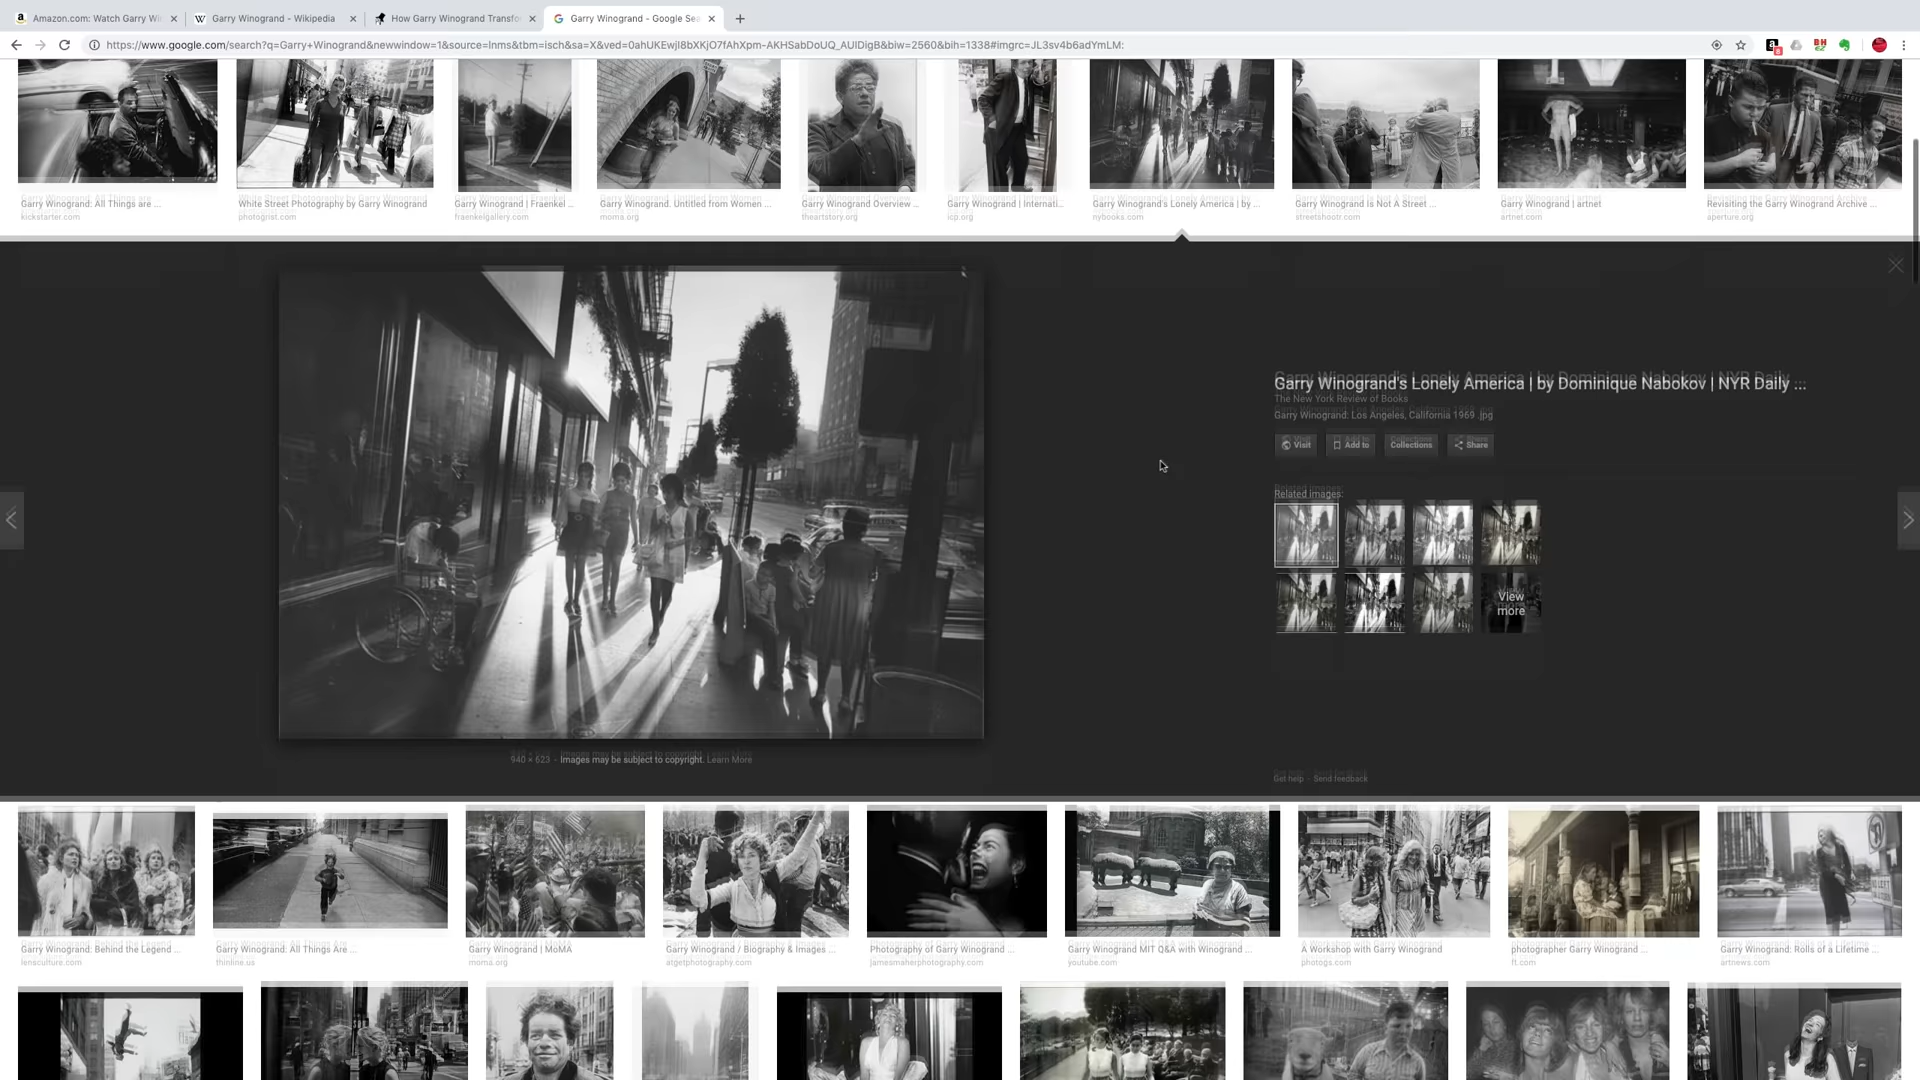 Amazon.com: Watch Garry Wi
Garry Winogrand - Wikipedia
How Garry Winogrand Transfo
Garry Winogrand - Google Sea
https://www.google.com/search?q=Garry+Winogrand&newwindow=1&source=lnms&tbm=isch&sa=X&ved=0ahUKEwjI8bXKjO7fAhXpm-AKHSabDoUQ_AUIDigB&biw=2560&bih=1338#imgrc=JL3sv4b6adYmLM:
Garry Winogrand: All Things are ...
kickstarter.com
White Street Photography by Garry Winogrand
photogrist.com
Garry Winogrand | Fraenkel ...
fraenkelgallery.com
Garry Winogrand. Untitled from Women ...
moma.org
Garry Winogrand Overview ...
theartstory.org
Garry Winogrand | Internati...
icp.org
Garry Winogrand's Lonely America | by ...
nybooks.com
Garry Winogrand Is Not A Street ...
streetshootr.com
Garry Winogrand | artnet
artnet.com
Revisiting the Garry Winogrand Archive ...
aperture.org
Garry Winogrand's Lonely America | by Dominique Nabokov | NYR Daily ...
The New York Review of Books
Garry Winogrand: Los Angeles, California 1969 .jpg
Visit
Add to
Collections
Share
Related images:
View
more
940 × 623 - Images may be subject to copyright. Learn More
Get help - Send feedback
Garry Winogrand: Behind the Legend ...
lensculture.com
Garry Winogrand: All Things Are ...
thinline.us
Garry Winogrand | MoMA
moma.org
Garry Winogrand / Biography & Images ...
atgetphotography.com
Photography of Garry Winogrand ...
jamesmaherphotography.com
Garry Winogrand MIT Q&A with Winogrand ...
youtube.com
A Workshop with Garry Winogrand
photogs.com
photographer Garry Winogrand ...
ft.com
Garry Winogrand: Rolls of a Lifetime ...
artnews.com